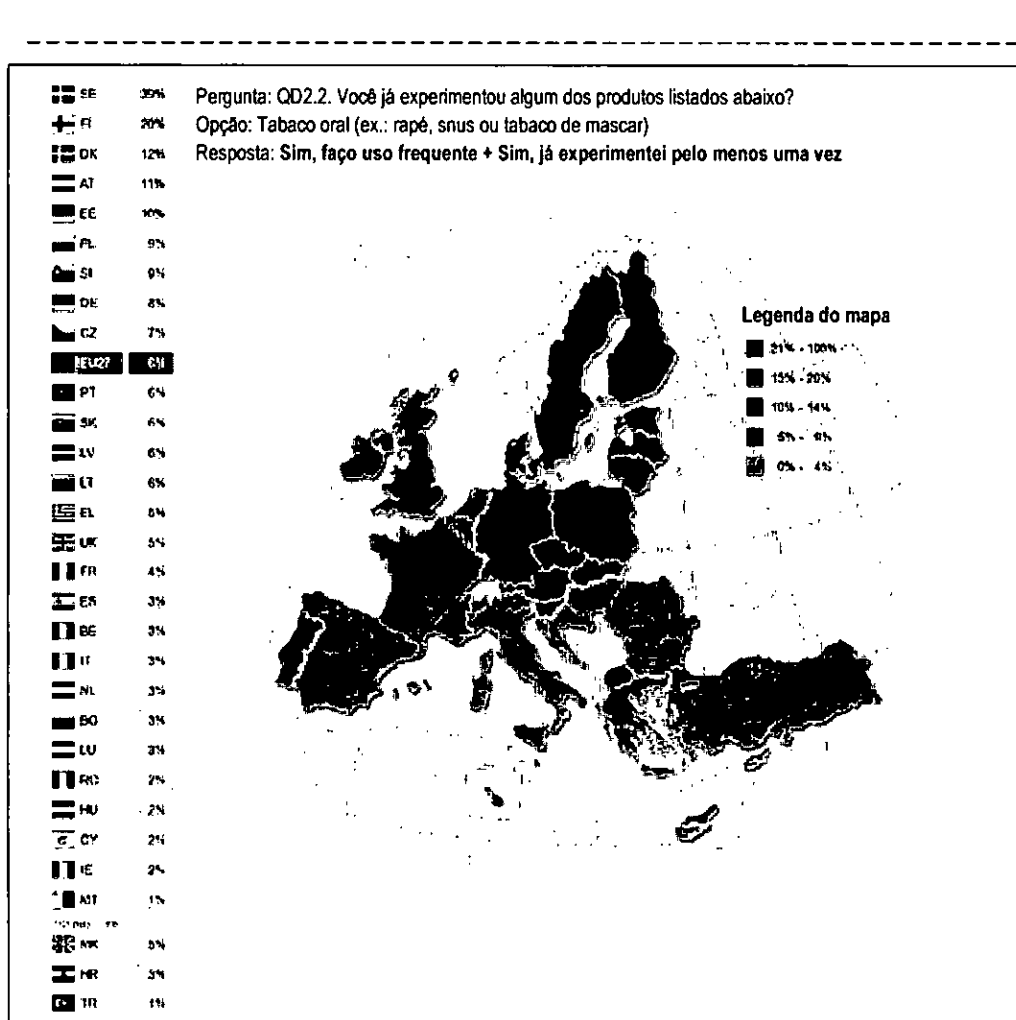 SE 39%
FI 20%
DK 12%
AT 11%
EE 10%
PL 9%
SI 9%
DE 8%
CZ 7%
EU27 6%
PT 6%
SK 6%
LV 6%
LT 6%
EL 5%
UK 5%
FR 4%
ES 3%
BE 3%
IT 3%
NL 3%
BG 3%
LU 3%
RO 2%
HU 2%
CY 2%
IE 2%
MT 1%
MK 5%
HR 3%
TR 1%
Pergunta: QD2.2. Você já experimentou algum dos produtos listados abaixo?
Opção: Tabaco oral (ex.: rapé, snus ou tabaco de mascar)
Resposta: Sim, faço uso frequente + Sim, já experimentei pelo menos uma vez
Legenda do mapa
21% - 100%
15% - 20%
10% - 14%
5% - 9%
0% - 4%